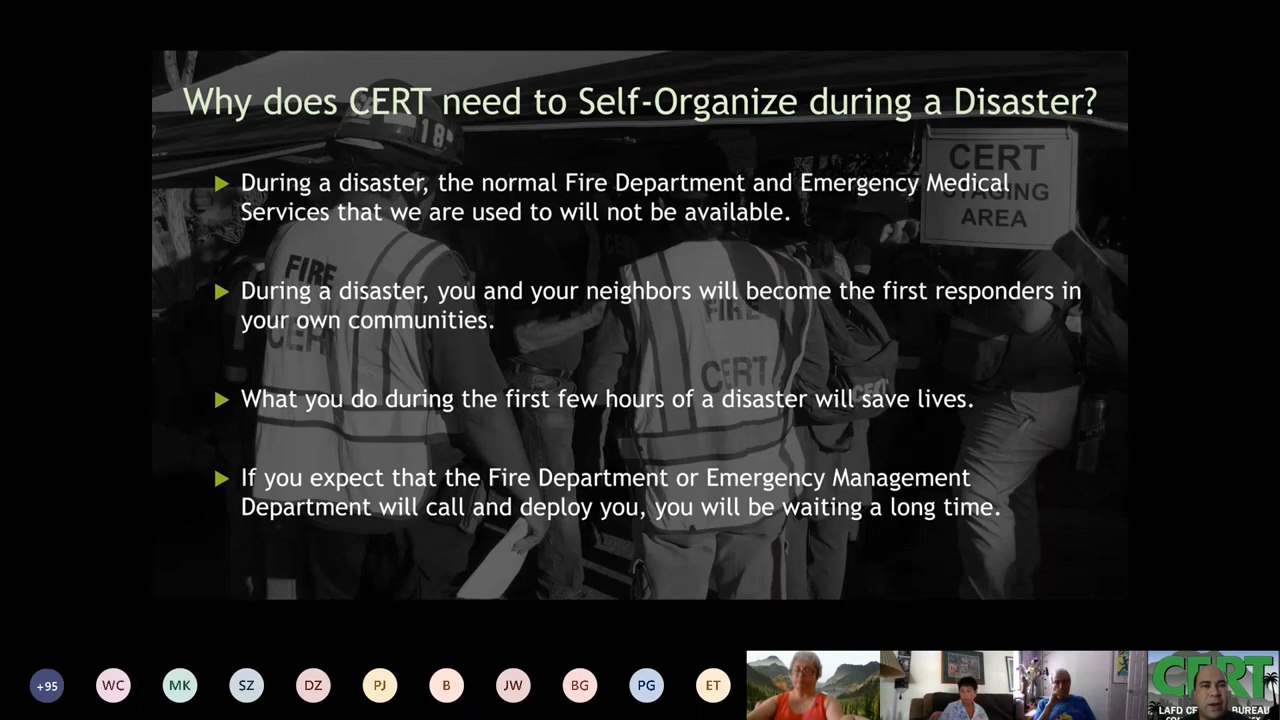 Why does CERT need to Self-Organize during a Disaster?
During a disaster, the normal Fire Department and Emergency Medical
Services that we are used to will not be available.
During a disaster, you and your neighbors will become the first responders in
your own communities.
What you do during the first few hours of a disaster will save lives.
If you expect that the Fire Department or Emergency Management
Department will call and deploy you, you will be waiting a long time.
18
CERT
STAGING
AREA
FIRE
CERT
FIRE
CERT
CERT
+95 WC MK SZ DZ PJ B JW BG PG ET
CERT
LAFD BUREAU